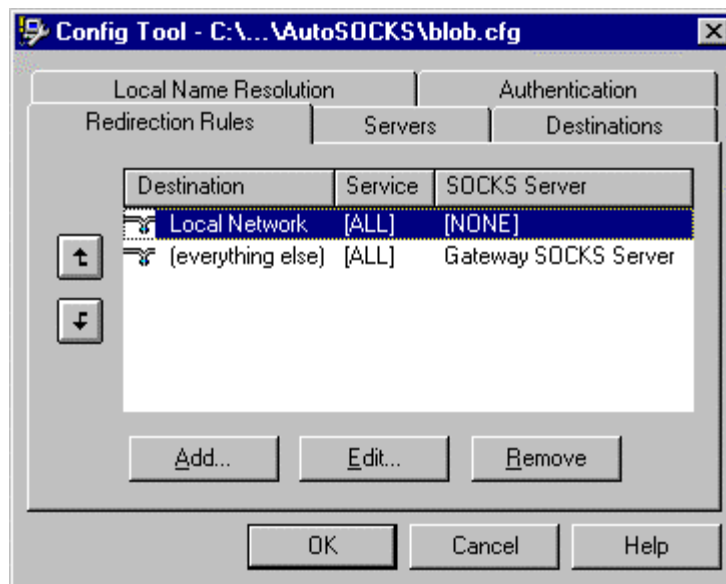 Config Tool - C:\...\AutoSOCKS\blob.cfg
Local Name Resolution Authentication
Redirection Rules Servers Destinations
Destination Service SOCKS Server
Local Network [ALL] [NONE]
(everything else) [ALL] Gateway SOCKS Server
Add... Edit... Remove
OK Cancel Help